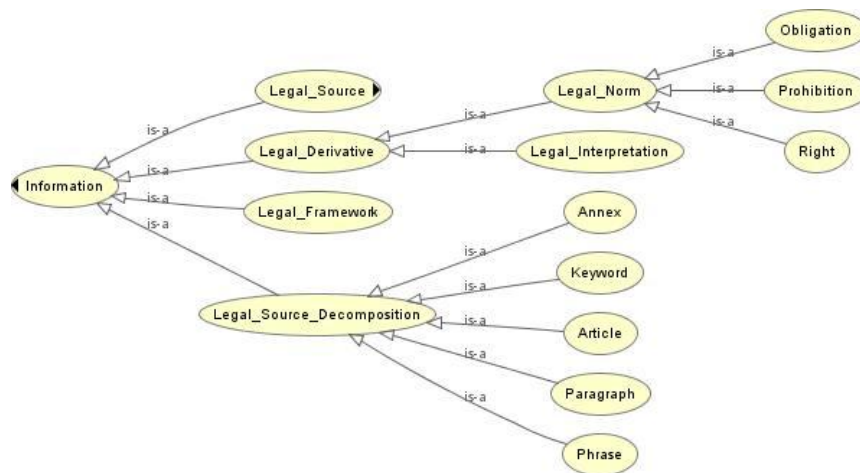 Obligation
is-a
Legal_Source
Legal_Norm
is-a
Prohibition
is-a
is-a
is-a
Legal_Derivative
is-a
Legal_Interpretation
Right
is-a
Information
is-a
Legal_Framework
Annex
is-a
is-a
Keyword
is-a
Legal_Source_Decomposition
is-a
Article
is-a
Paragraph
is-a
Phrase